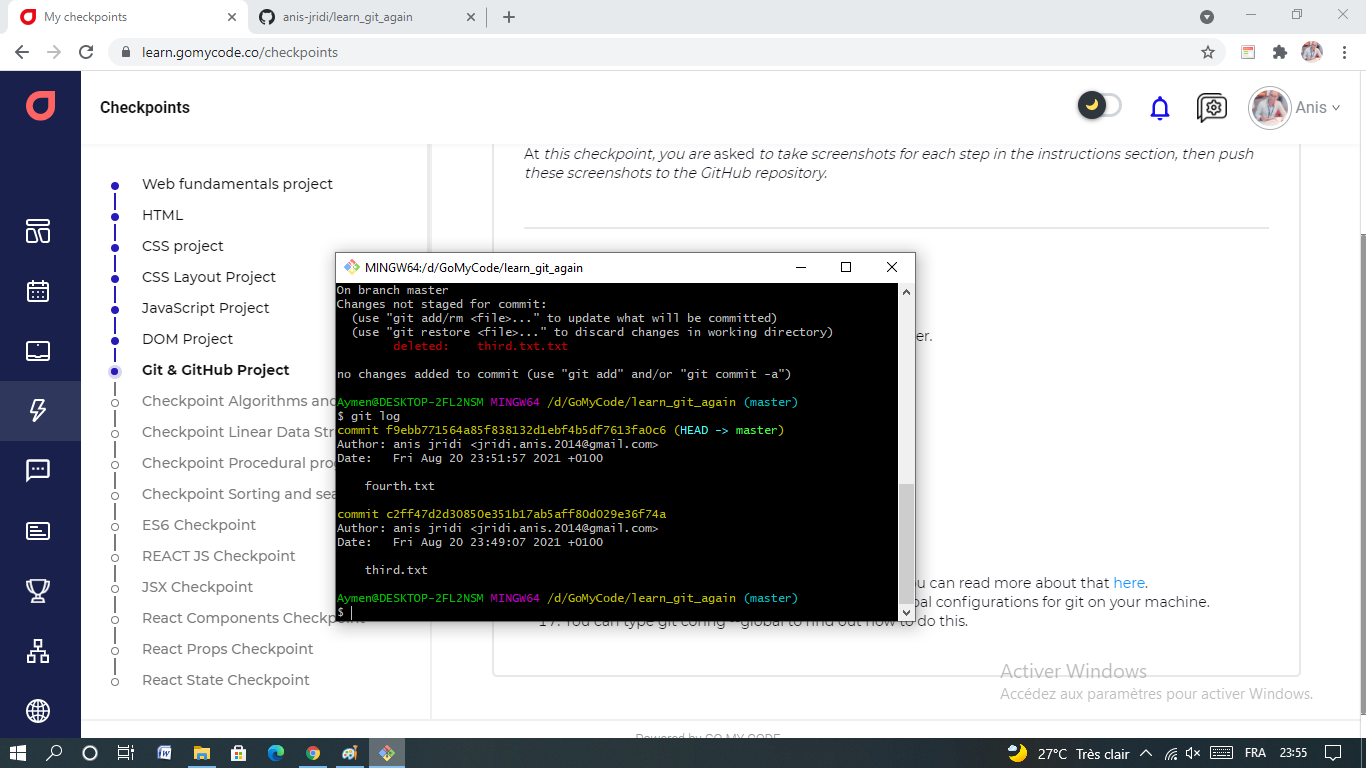 My checkpoints
anis-jridi/learn_git_again
learn.gomycode.co/checkpoints
Checkpoints
Anis
Web fundamentals project
HTML
CSS project
CSS Layout Project
JavaScript Project
DOM Project
Git & GitHub Project
Checkpoint Algorithms and
Checkpoint Linear Data Str
Checkpoint Procedural pro
Checkpoint Sorting and sea
ES6 Checkpoint
REACT JS Checkpoint
JSX Checkpoint
React Components Checkpoint
React Props Checkpoint
React State Checkpoint
At this checkpoint, you are asked to take screenshots for each step in the instructions section, then push
these screenshots to the GitHub repository.
MINGW64:/d/GoMyCode/learn_git_again
On branch master
Changes not staged for commit:
(use "git add/rm <file>..." to update what will be committed)
(use "git restore <file>..." to discard changes in working directory)
deleted: third.txt.txt
no changes added to commit (use "git add" and/or "git commit -a")
Aymen@DESKTOP-2FL2NSM MINGW64 /d/GoMyCode/learn_git_again (master)
$ git log
commit f9ebb771564a85f838132d1ebf4b5df7613fa0c6 (HEAD -> master)
Author: anis jridi <jridi.anis.2014@gmail.com>
Date: Fri Aug 20 23:51:57 2021 +0100
fourth.txt
commit c2ff47d2d30850e351b17ab5aff80d029e36f74a
Author: anis jridi <jridi.anis.2014@gmail.com>
Date: Fri Aug 20 23:49:07 2021 +0100
third.txt
Aymen@DESKTOP-2FL2NSM MINGW64 /d/GoMyCode/learn_git_again (master)
$
er.
u can read more about that here.
bal configurations for git on your machine.
17. You can type git config --global to find out how to do this.
Activer Windows
Accédez aux paramètres pour activer Windows.
Powered by GO MY CODE
27°C Très clair
FRA
23:55